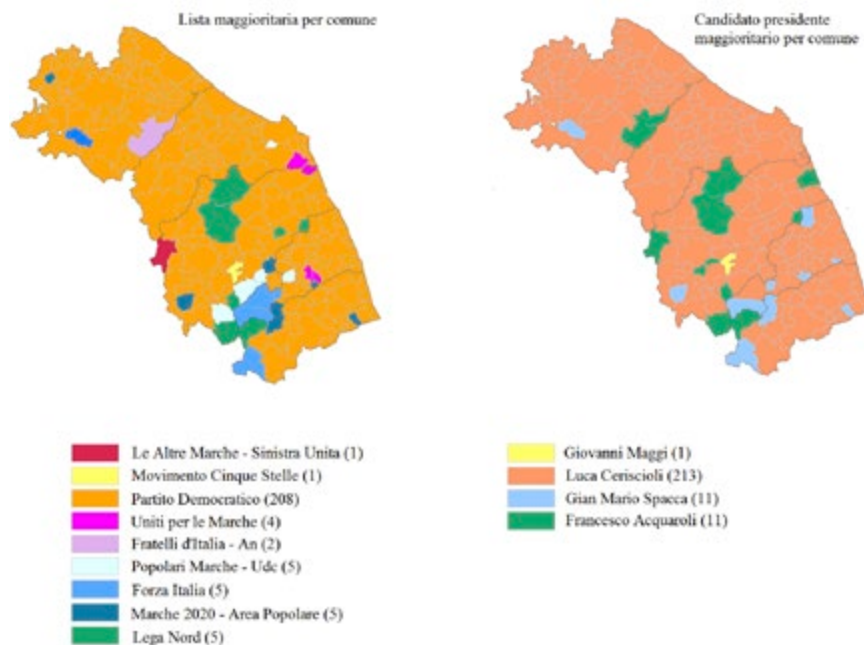 Lista maggioritaria per comune
Candidato presidente
maggioritario per comune
Le Altre Marche - Sinistra Unita (1)
Movimento Cinque Stelle (1)
Partito Democratico (208)
Uniti per le Marche (4)
Fratelli d'Italia - An (2)
Popolari Marche - Udc (5)
Forza Italia (5)
Marche 2020 - Area Popolare (5)
Lega Nord (5)
Giovanni Maggi (1)
Luca Ceriscioli (213)
Gian Mario Spacca (11)
Francesco Acquaroli (11)